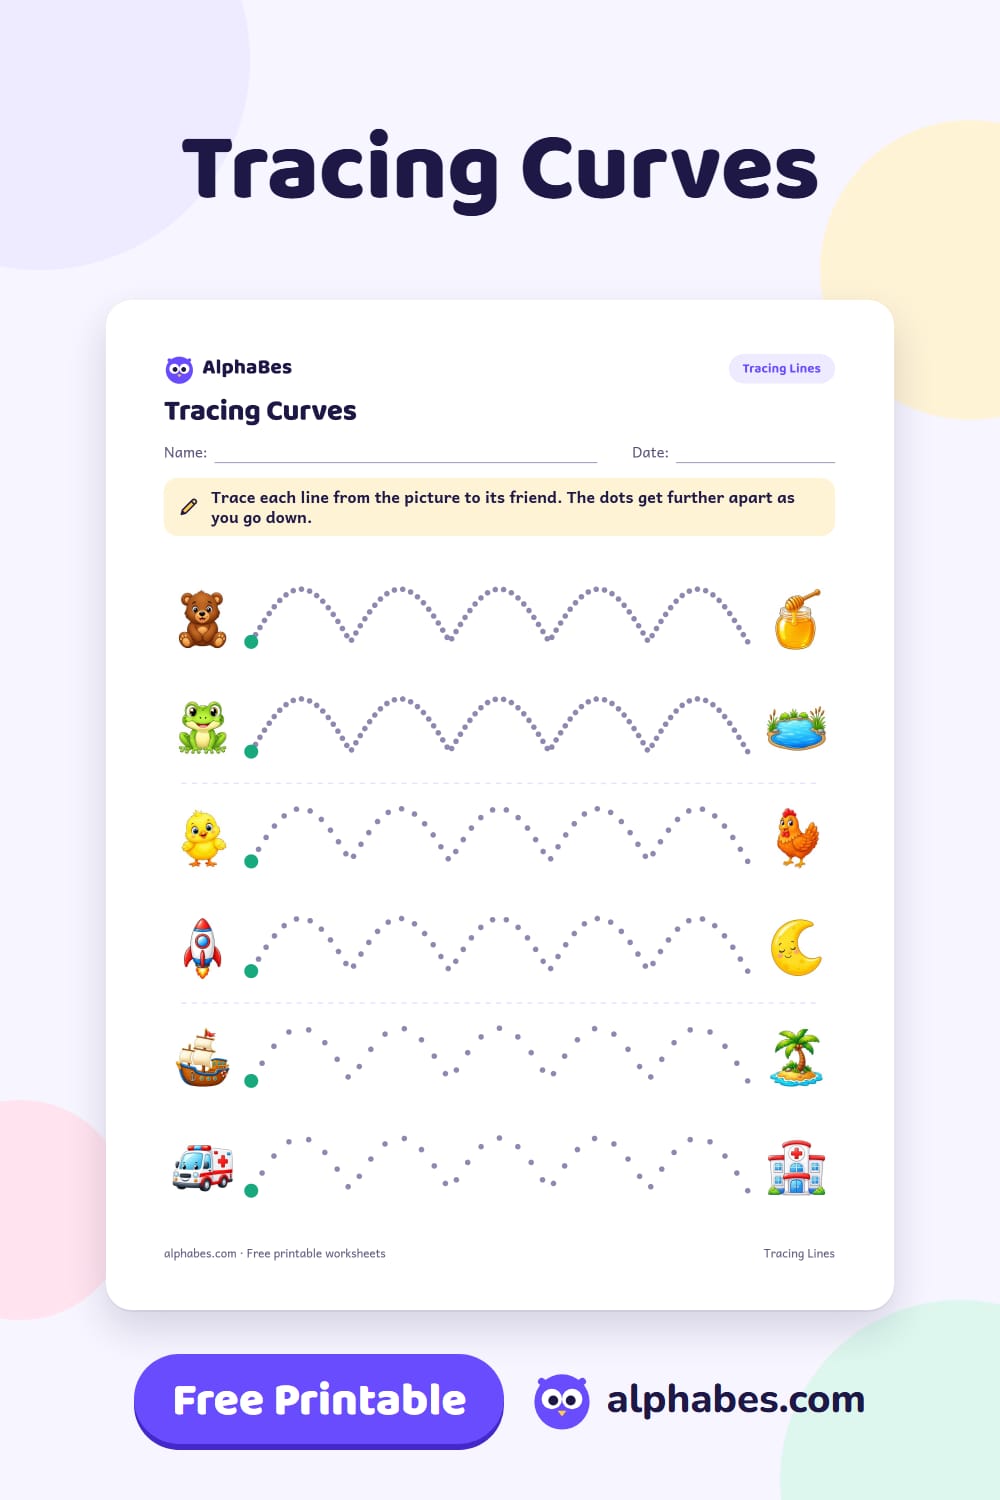 Tracing Curves
AlphaBes
Tracing Lines
Tracing Curves
Name:
Date:
Trace each line from the picture to its friend. The dots get further apart as
you go down.
alphabes.com · Free printable worksheets
Tracing Lines
Free Printable
alphabes.com